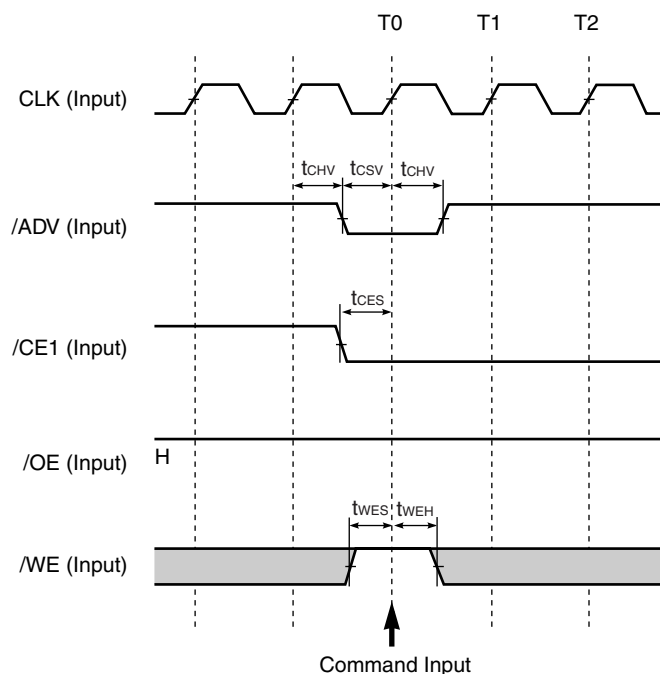 T0 T1 T2
CLK (Input)
tCHV tCSV tCHV
/ADV (Input)
tCES
/CE1 (Input)
/OE (Input) H
tWES tWEH
/WE (Input)
Command Input